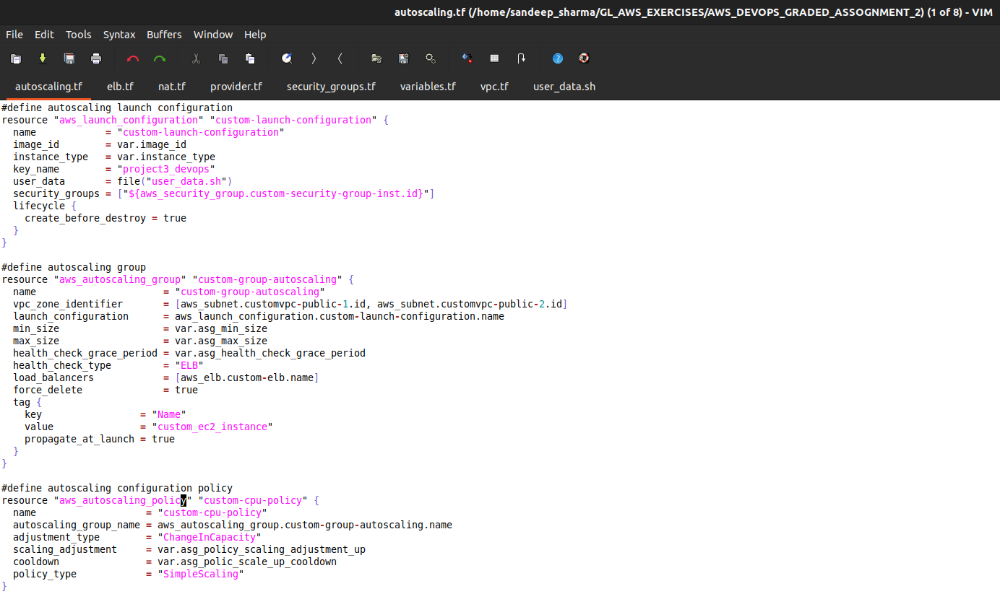 autoscaling.tf (/home/sandeep_sharma/GL_AWS_EXERCISES/AWS_DEVOPS_GRADED_ASSOGNMENT_2) (1 of 8) - VIM
File Edit Tools Syntax Buffers Window Help
autoscaling.tf elb.tf nat.tf provider.tf security_groups.tf variables.tf vpc.tf user_data.sh
#define autoscaling launch configuration
resource "aws_launch_configuration" "custom-launch-configuration" {
  name            = "custom-launch-configuration"
  image_id        = var.image_id
  instance_type   = var.instance_type
  key_name        = "project3_devops"
  user_data       = file("user_data.sh")
  security_groups = ["${aws_security_group.custom-security-group-inst.id}"]
  lifecycle {
    create_before_destroy = true
  }
}

#define autoscaling group
resource "aws_autoscaling_group" "custom-group-autoscaling" {
  name                      = "custom-group-autoscaling"
  vpc_zone_identifier       = [aws_subnet.customvpc-public-1.id, aws_subnet.customvpc-public-2.id]
  launch_configuration      = aws_launch_configuration.custom-launch-configuration.name
  min_size                  = var.asg_min_size
  max_size                  = var.asg_max_size
  health_check_grace_period = var.asg_health_check_grace_period
  health_check_type         = "ELB"
  load_balancers            = [aws_elb.custom-elb.name]
  force_delete              = true
  tag {
    key                 = "Name"
    value               = "custom_ec2_instance"
    propagate_at_launch = true
  }
}

#define autoscaling configuration policy
resource "aws_autoscaling_policy" "custom-cpu-policy" {
  name                   = "custom-cpu-policy"
  autoscaling_group_name = aws_autoscaling_group.custom-group-autoscaling.name
  adjustment_type        = "ChangeInCapacity"
  scaling_adjustment     = var.asg_policy_scaling_adjustment_up
  cooldown               = var.asg_polic_scale_up_cooldown
  policy_type            = "SimpleScaling"
}